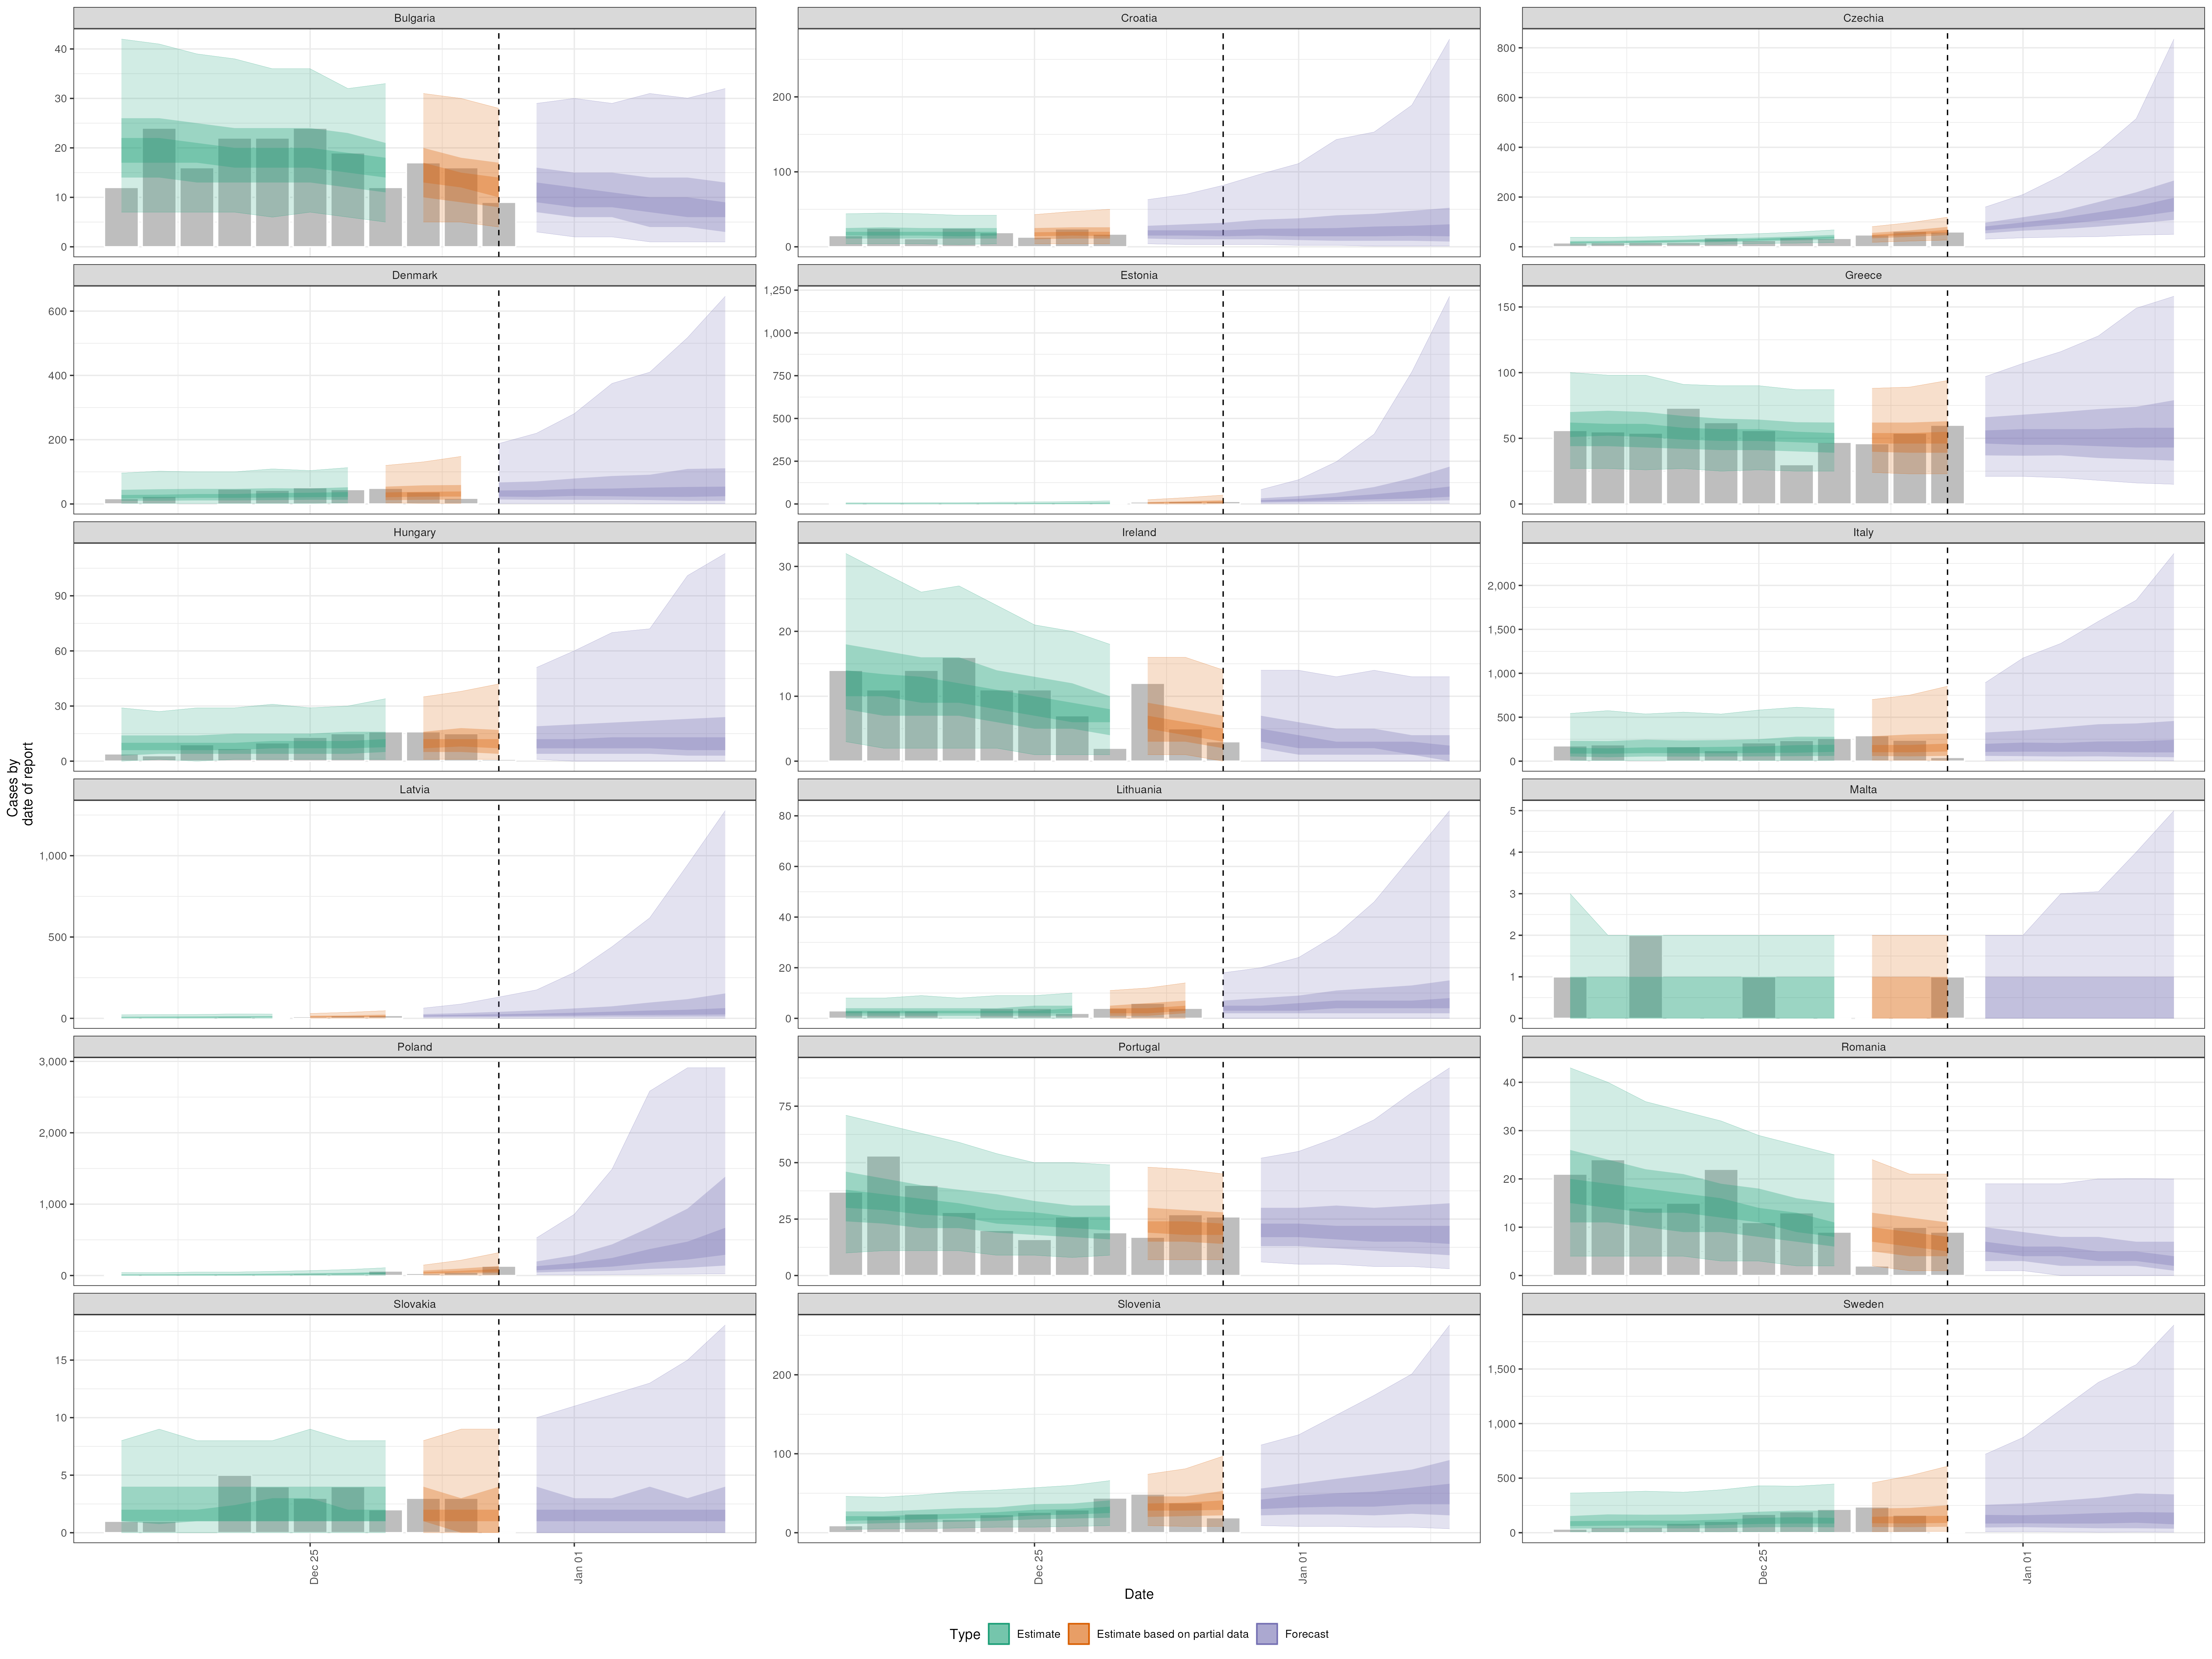 Bulgaria
Croatia
Czechia
40
30
20
10
0
200
100
0
800
600
400
200
0
Denmark
Estonia
Greece
600
400
200
0
1,250
1,000
750
500
250
0
150
100
50
0
Hungary
Ireland
Italy
90
60
30
0
30
20
10
0
2,000
1,500
1,000
500
0
Cases by
date of report
Latvia
Lithuania
Malta
1,000
500
0
80
60
40
20
0
5
4
3
2
1
0
Poland
Portugal
Romania
3,000
2,000
1,000
0
75
50
25
0
40
30
20
10
0
Slovakia
Slovenia
Sweden
15
10
5
0
200
100
0
1,500
1,000
500
0
Dec 25
Jan 01
Dec 25
Jan 01
Dec 25
Jan 01
Date
Type
Estimate
Estimate based on partial data
Forecast